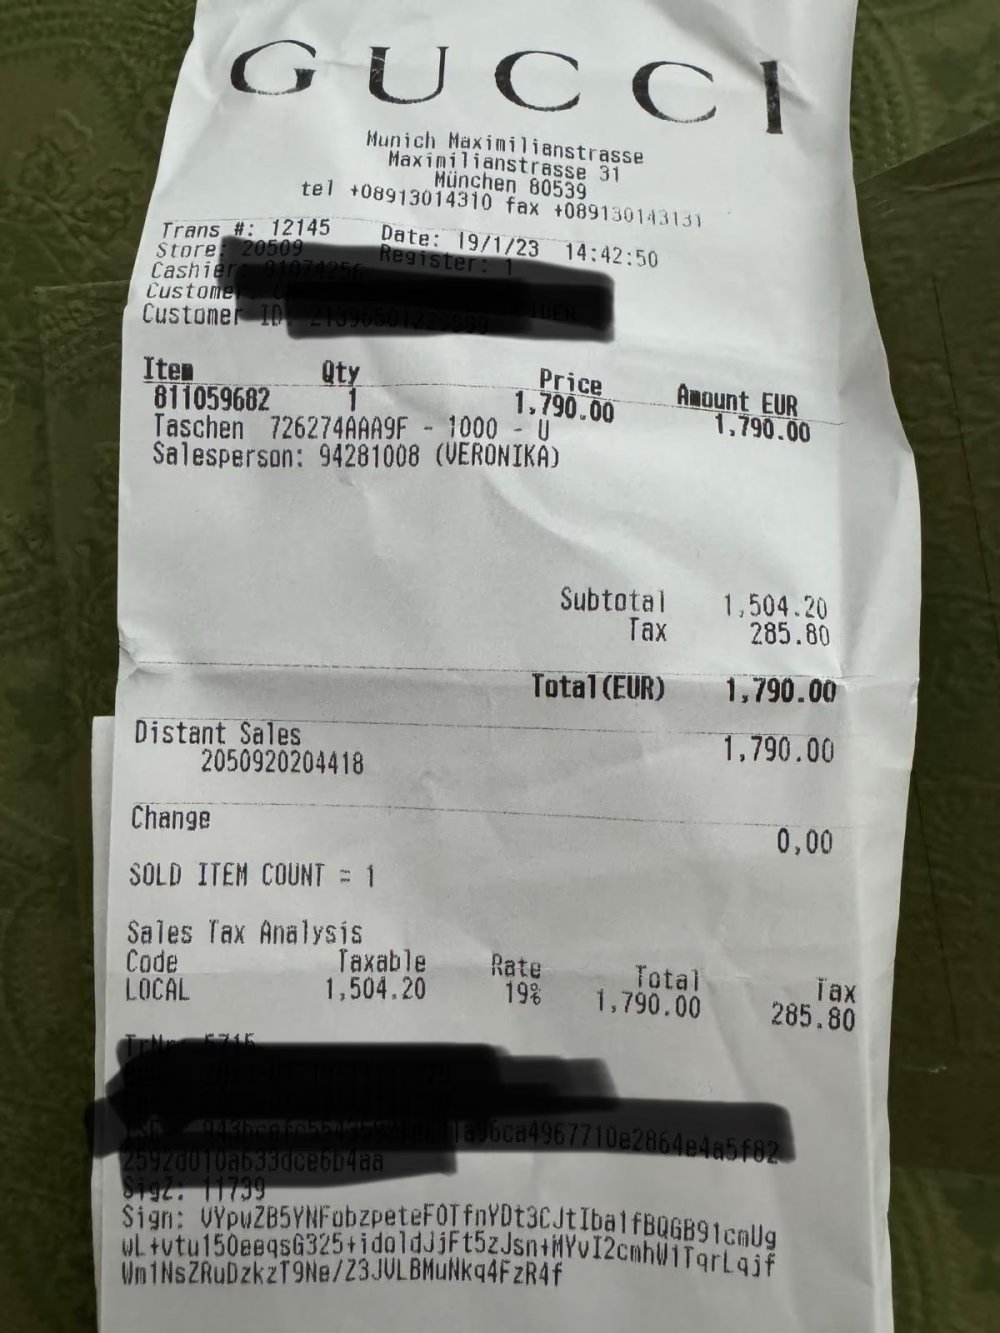 GUCCI
Munich Maximilianstrasse
Maximilianstrasse 31
München 80539
tel +08913014310 fax +089130143131
Trans #: 12145 Date: 19/1/23 14:42:50
Store: 20509 Register: 1
Cashier:
Customer
Customer ID:
Item Qty Price Amount EUR
811059682 1 1,790.00 1,790.00
Taschen 726274AAA9F - 1000 - U
Salesperson: 94281008 (VERONIKA)
Subtotal 1,504.20
Tax 285.80
Total(EUR) 1,790.00
Distant Sales 1,790.00
2050920204418
Change 0,00
SOLD ITEM COUNT = 1
Sales Tax Analysis
Code Taxable Rate Total Tax
LOCAL 1,504.20 19% 1,790.00 285.80
TrNr: 5715
SigZ: 11739
Sign: VYpwZB5YNFobzpeteFOTfnYDt3CJtIba1fBQGB91cmUg
wL+vtu150eeqsG325+ido1dJjFt5zJsn+MYvI2cmhW1TqrLqjf
Wm1NsZRuDzkzT9Ne/Z3JVLBMuNkq4FzR4f